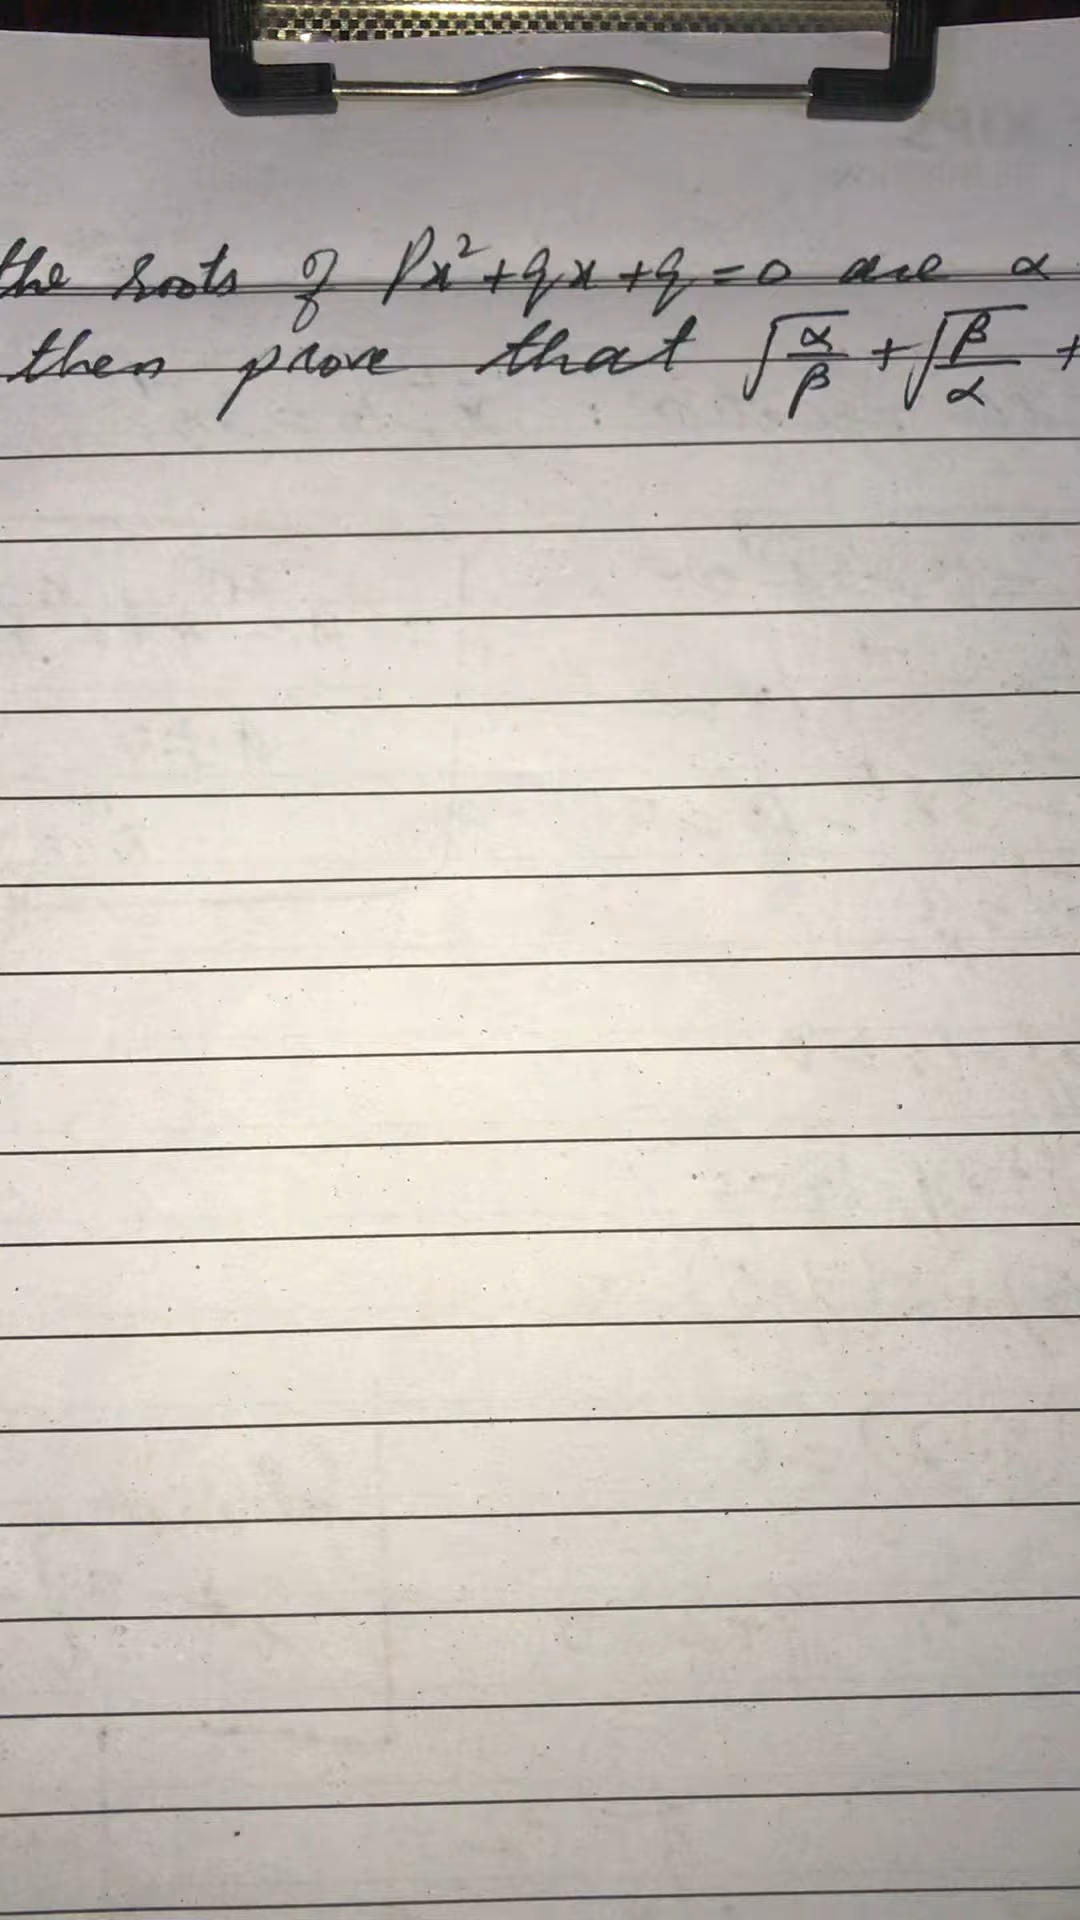 the roots of Px²+qx+q=0 are α
then prove that √(α/β) + √(β/α) +